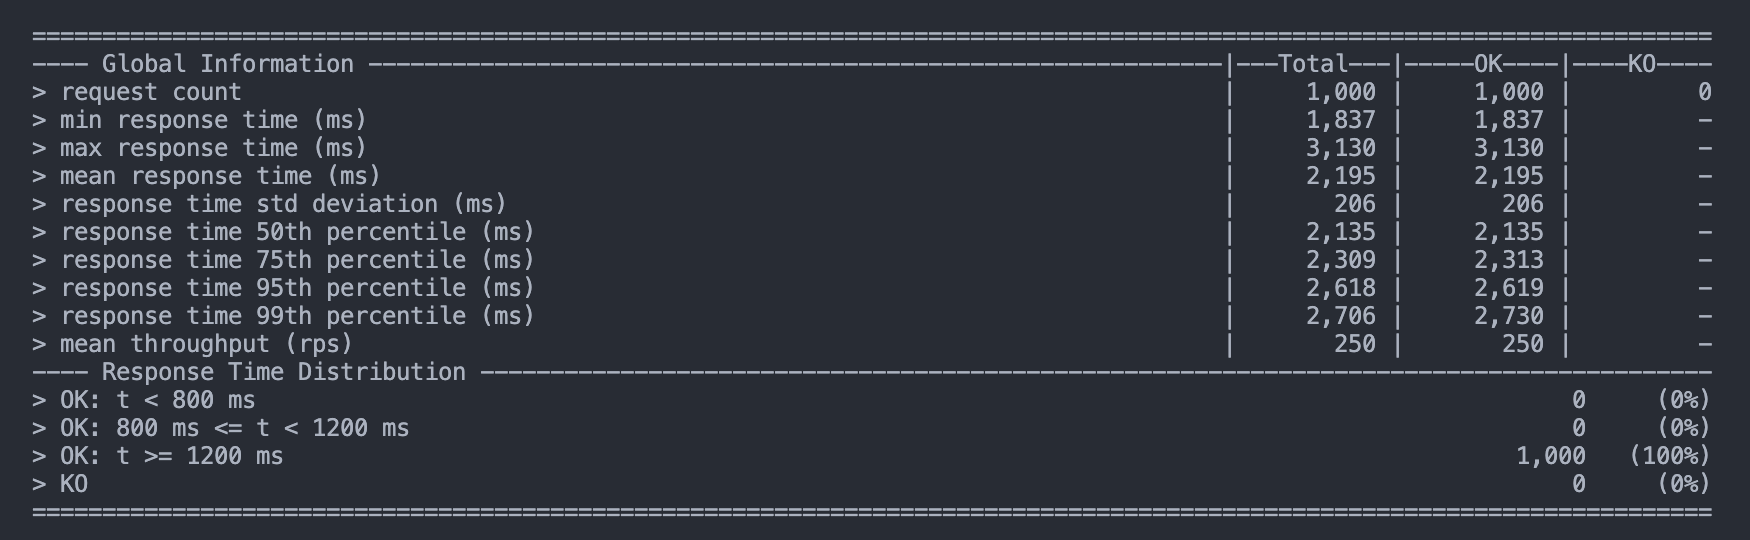 ================================================================================
---- Global Information --------------------------------------------------|---Total---|-----OK----|----KO----
> request count | 1,000 | 1,000 | 0
> min response time (ms) | 1,837 | 1,837 | -
> max response time (ms) | 3,130 | 3,130 | -
> mean response time (ms) | 2,195 | 2,195 | -
> response time std deviation (ms) | 206 | 206 | -
> response time 50th percentile (ms) | 2,135 | 2,135 | -
> response time 75th percentile (ms) | 2,309 | 2,313 | -
> response time 95th percentile (ms) | 2,618 | 2,619 | -
> response time 99th percentile (ms) | 2,706 | 2,730 | -
> mean throughput (rps) | 250 | 250 | -
---- Response Time Distribution ------------------------------------------------
> OK: t < 800 ms 0 (0%)
> OK: 800 ms <= t < 1200 ms 0 (0%)
> OK: t >= 1200 ms 1,000 (100%)
> KO 0 (0%)
================================================================================